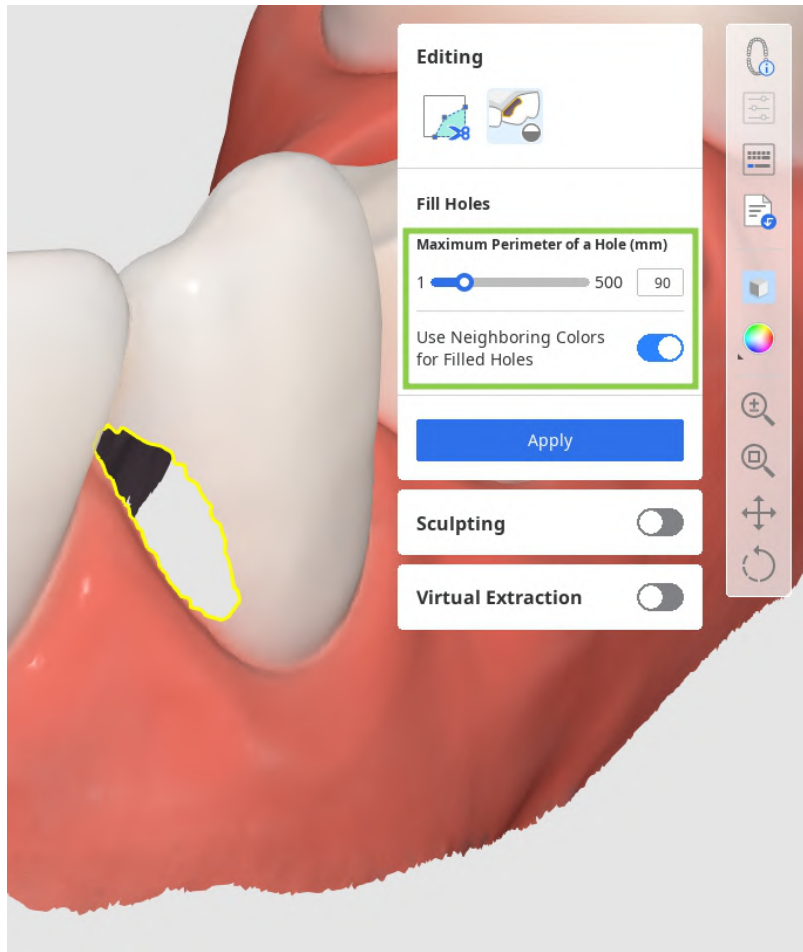 Editing
Fill Holes
Maximum Perimeter of a Hole (mm)
1 500 90
Use Neighboring Colors
for Filled Holes
Apply
Sculpting
Virtual Extraction